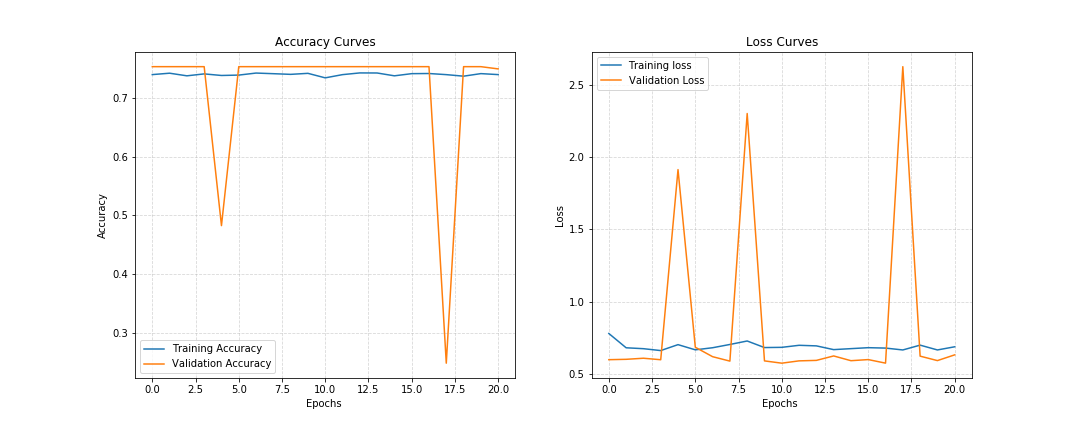 Accuracy Curves
Accuracy
0.7
0.6
0.5
0.4
0.3
Training Accuracy
Validation Accuracy
0.0 2.5 5.0 7.5 10.0 12.5 15.0 17.5 20.0
Epochs
Loss Curves
Loss
Training loss
Validation Loss
2.5
2.0
1.5
1.0
0.5
0.0 2.5 5.0 7.5 10.0 12.5 15.0 17.5 20.0
Epochs